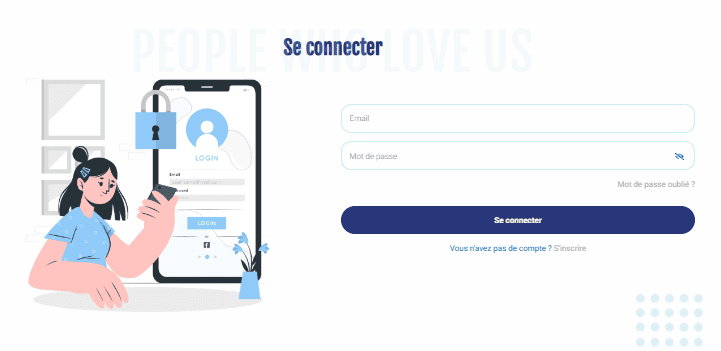 PEOPLE WHO LOVE US
Se connecter
LOGIN
Email
LOGIN
Email
Mot de passe
Mot de passe oublié ?
Se connecter
Vous n'avez pas de compte ? S'inscrire